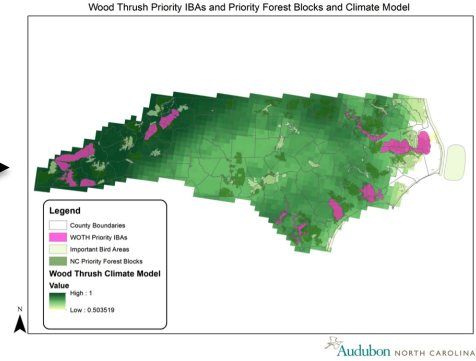 Wood Thrush Priority IBAs and Priority Forest Blocks and Climate Model
Legend
County Boundaries
WOTH Priority IBAs
Important Bird Areas
NC Priority Forest Blocks
Wood Thrush Climate Model
Value
High : 1
Low : 0.503519
N
Audubon NORTH CAROLINA